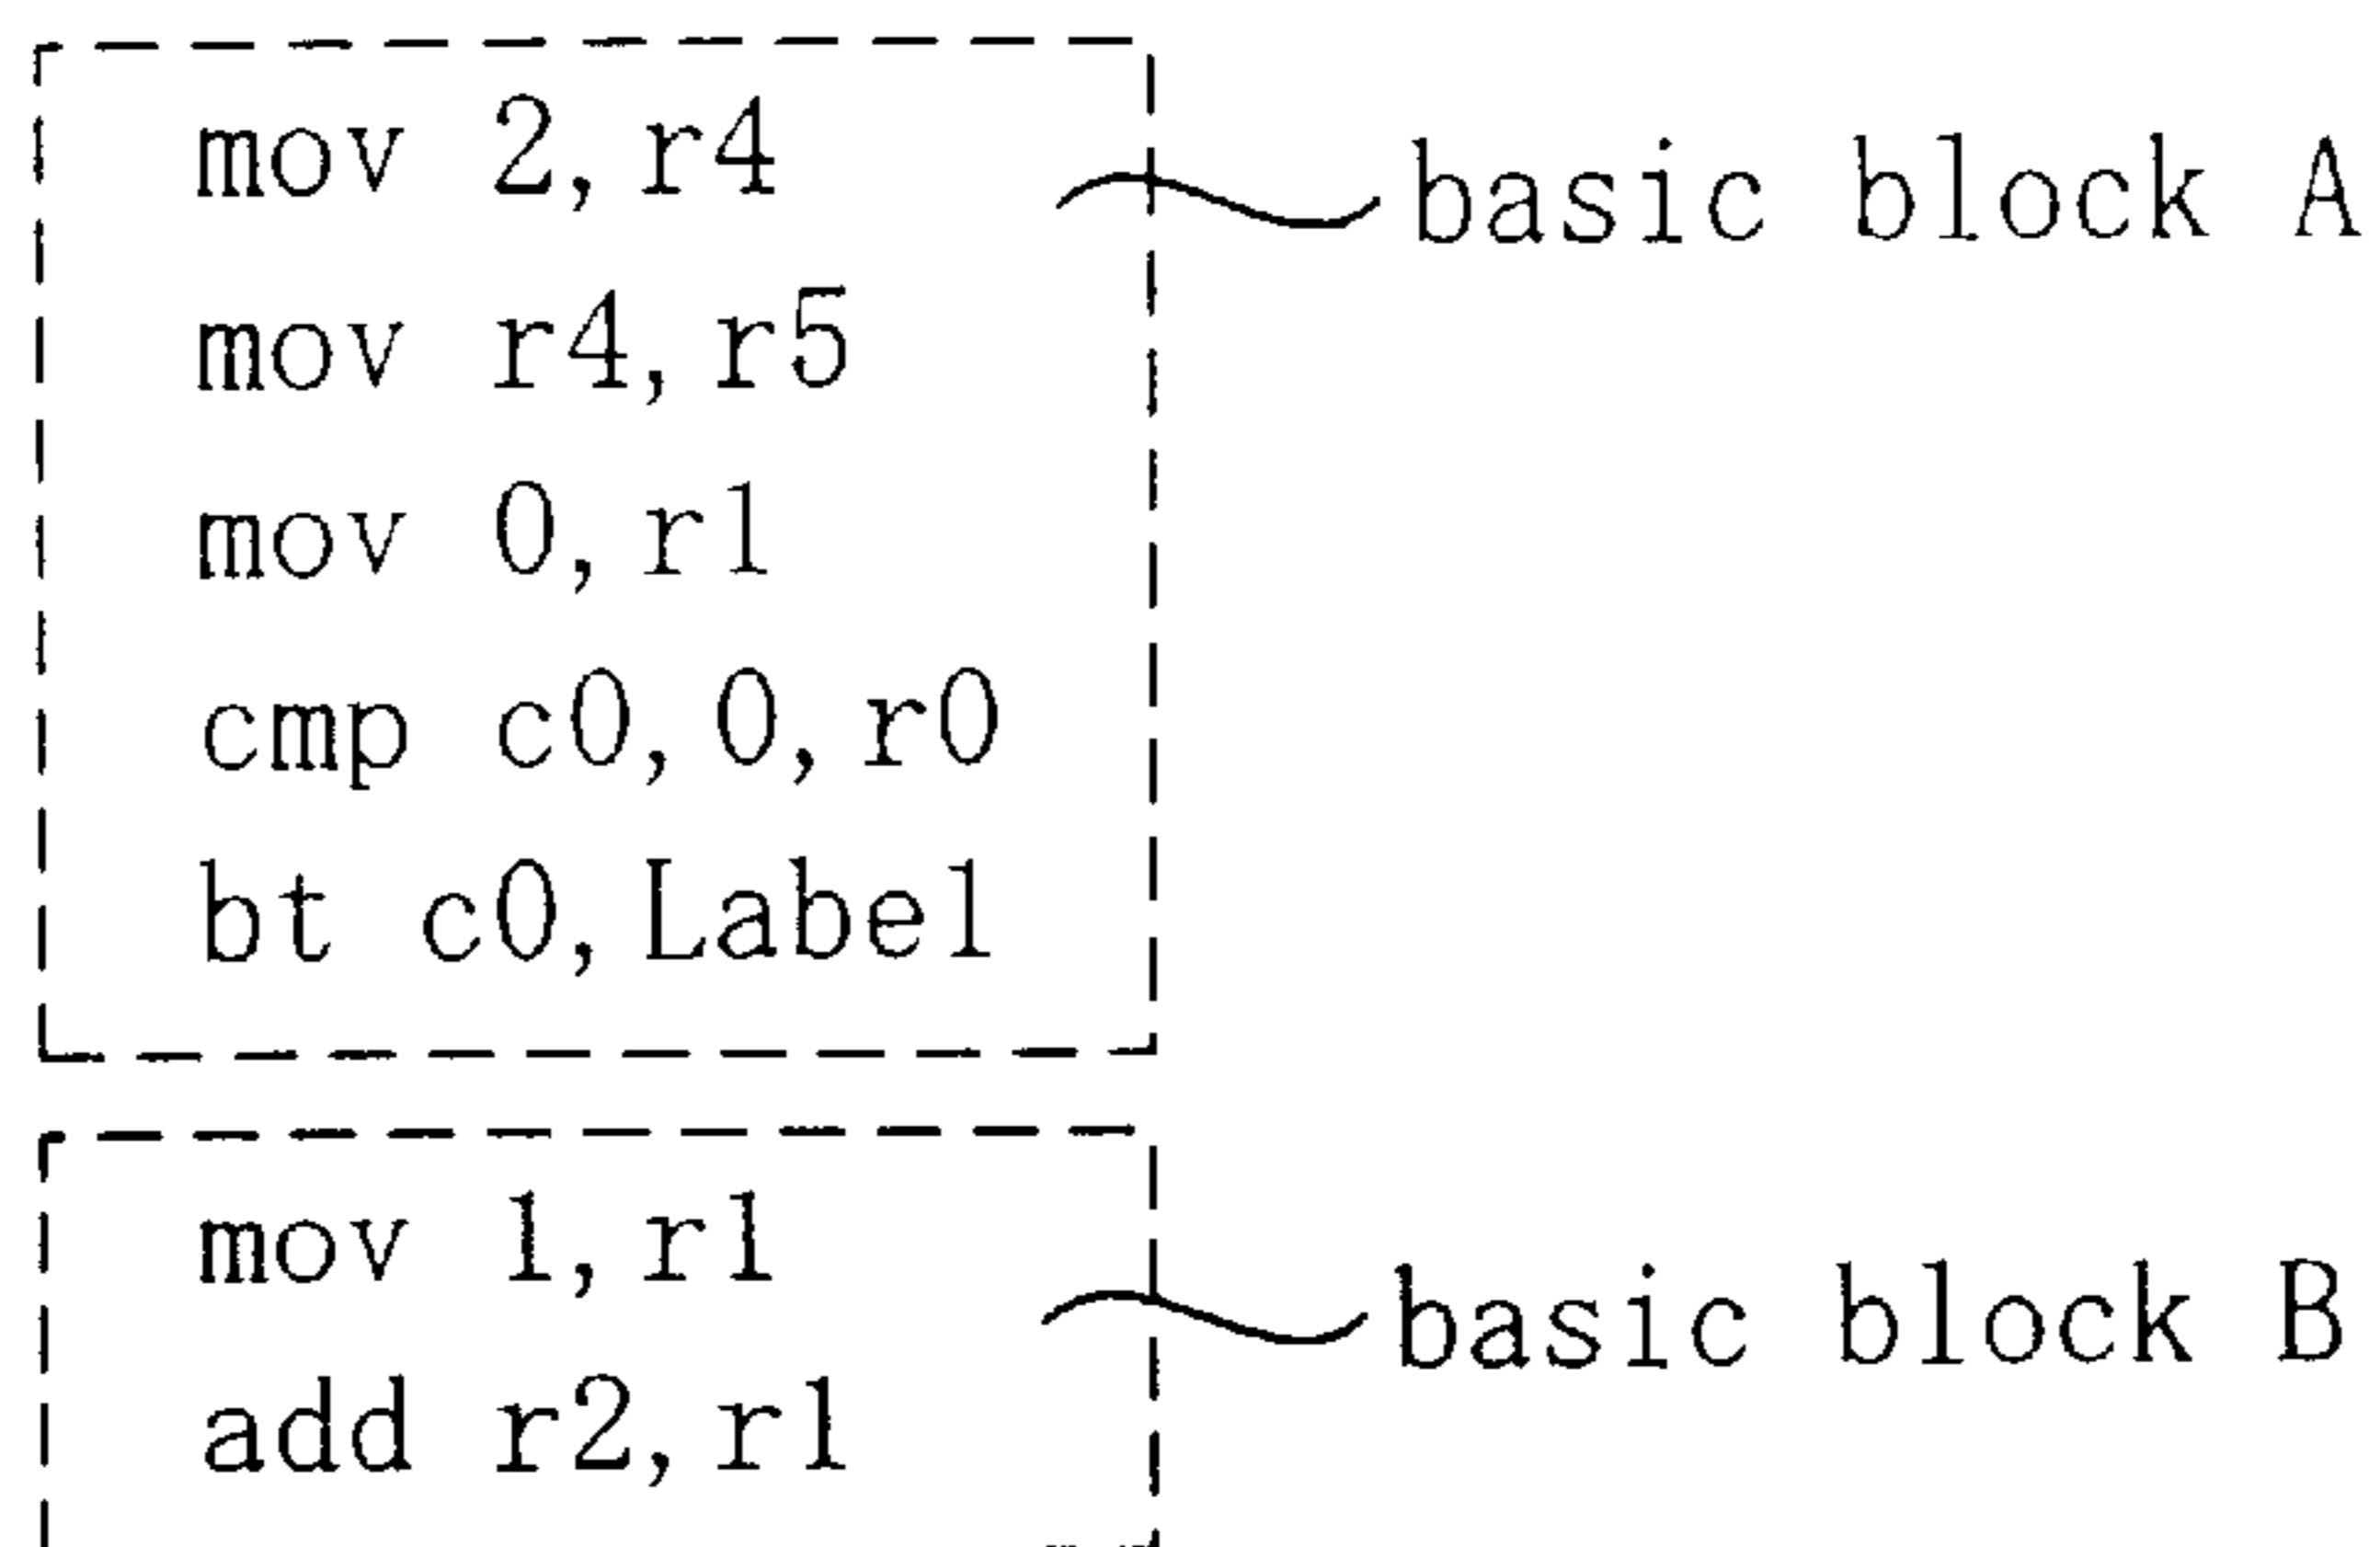 mov 2,r4
basic block A
mov r4,r5
mov 0,r1
cmp c0,0,r0
bt c0,Label
mov 1,r1
basic block B
add r2,r1